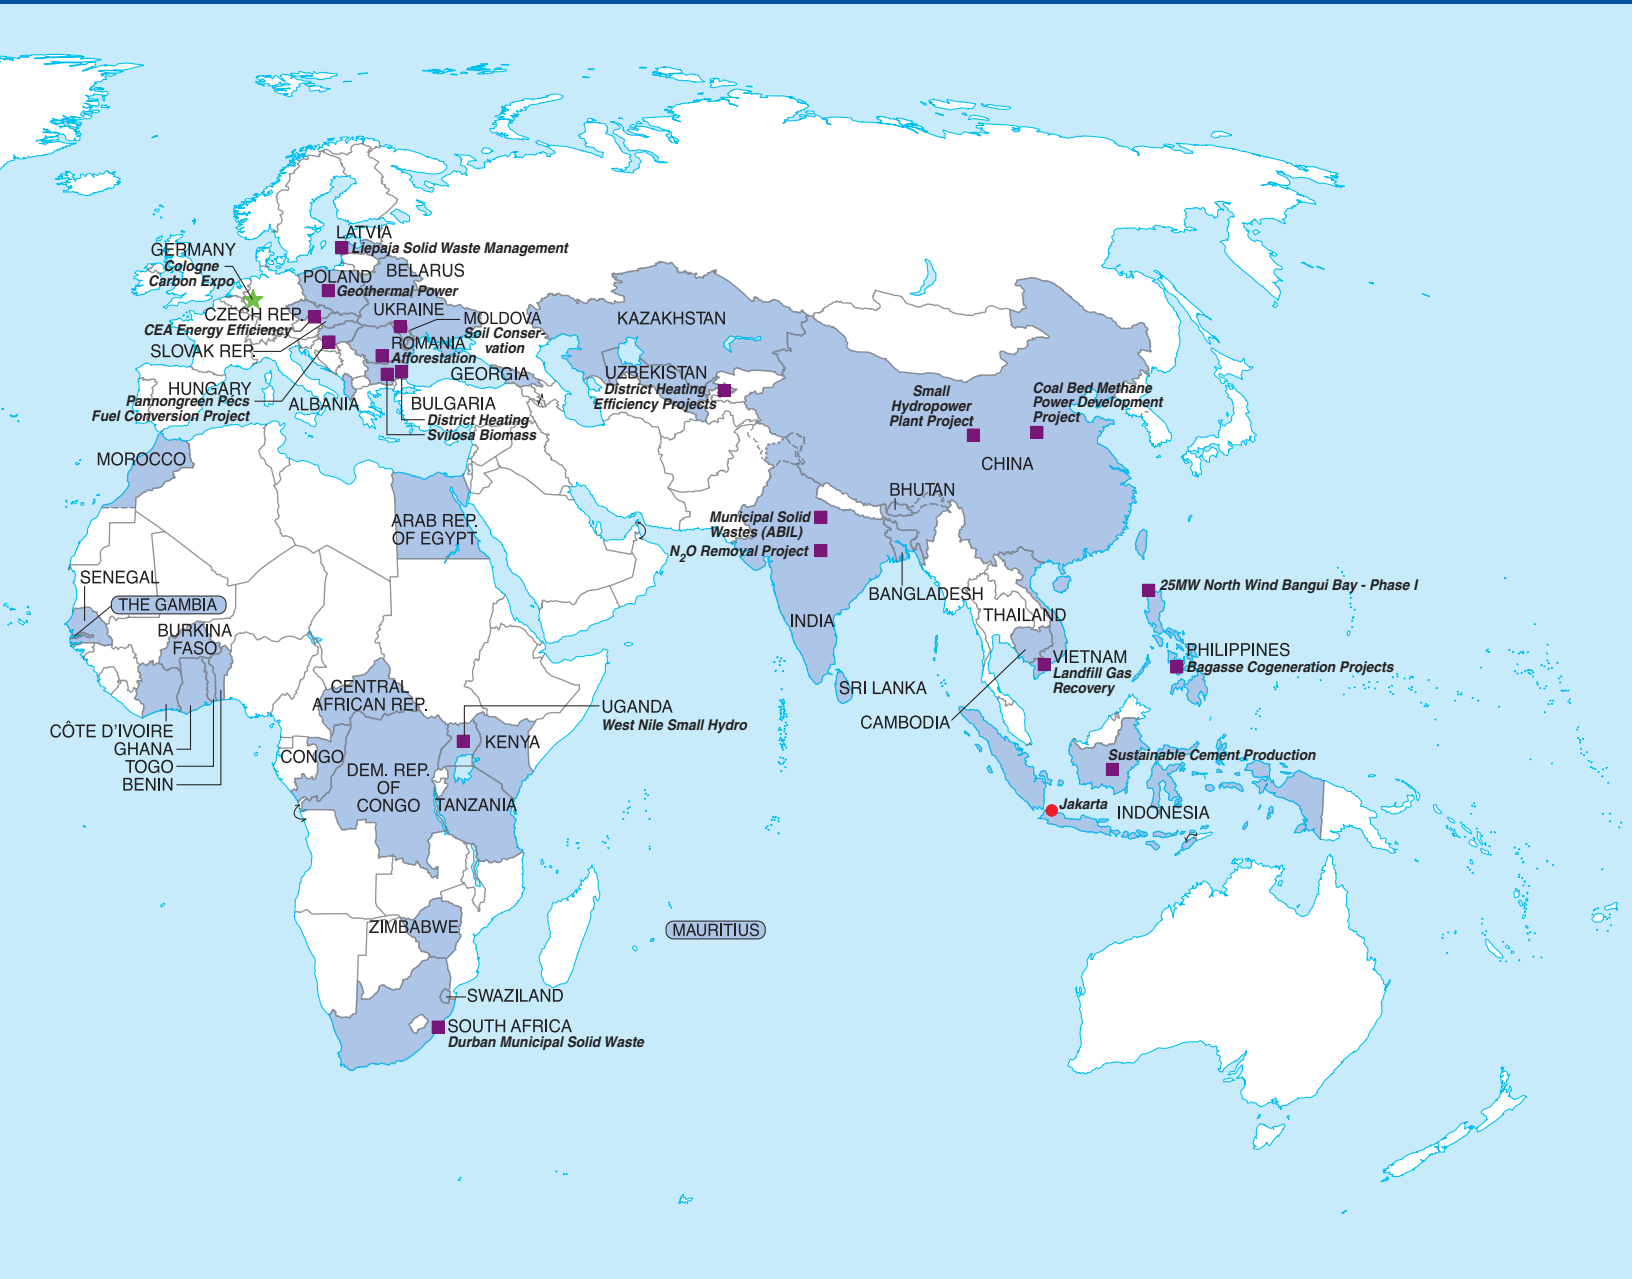 LATVIA
Liepaja Solid Waste Management
GERMANY
Cologne
Carbon Expo
POLAND
BELARUS
Geothermal Power
CZECH REP.
CEA Energy Efficiency
UKRAINE
MOLDOVA
Soil Conser-
vation
SLOVAK REP.
ROMANIA
Afforestation
GEORGIA
HUNGARY
Pannongreen Pécs
Fuel Conversion Project
ALBANIA
BULGARIA
District Heating
Svilosa Biomass
KAZAKHSTAN
UZBEKISTAN
District Heating
Efficiency Projects
Small
Hydropower
Plant Project
Coal Bed Methane
Power Development
Project
CHINA
MOROCCO
ARAB REP.
OF EGYPT
BHUTAN
Municipal Solid
Wastes (ABIL)
N2O Removal Project
BANGLADESH
INDIA
THAILAND
25MW North Wind Bangui Bay - Phase I
SENEGAL
THE GAMBIA
BURKINA
FASO
VIETNAM
Landfill Gas
Recovery
PHILIPPINES
Bagasse Cogeneration Projects
SRI LANKA
CAMBODIA
CENTRAL
AFRICAN REP.
UGANDA
West Nile Small Hydro
CÔTE D'IVOIRE
GHANA
TOGO
BENIN
CONGO
KENYA
DEM. REP.
OF
CONGO
TANZANIA
Sustainable Cement Production
Jakarta
INDONESIA
ZIMBABWE
MAURITIUS
SWAZILAND
SOUTH AFRICA
Durban Municipal Solid Waste